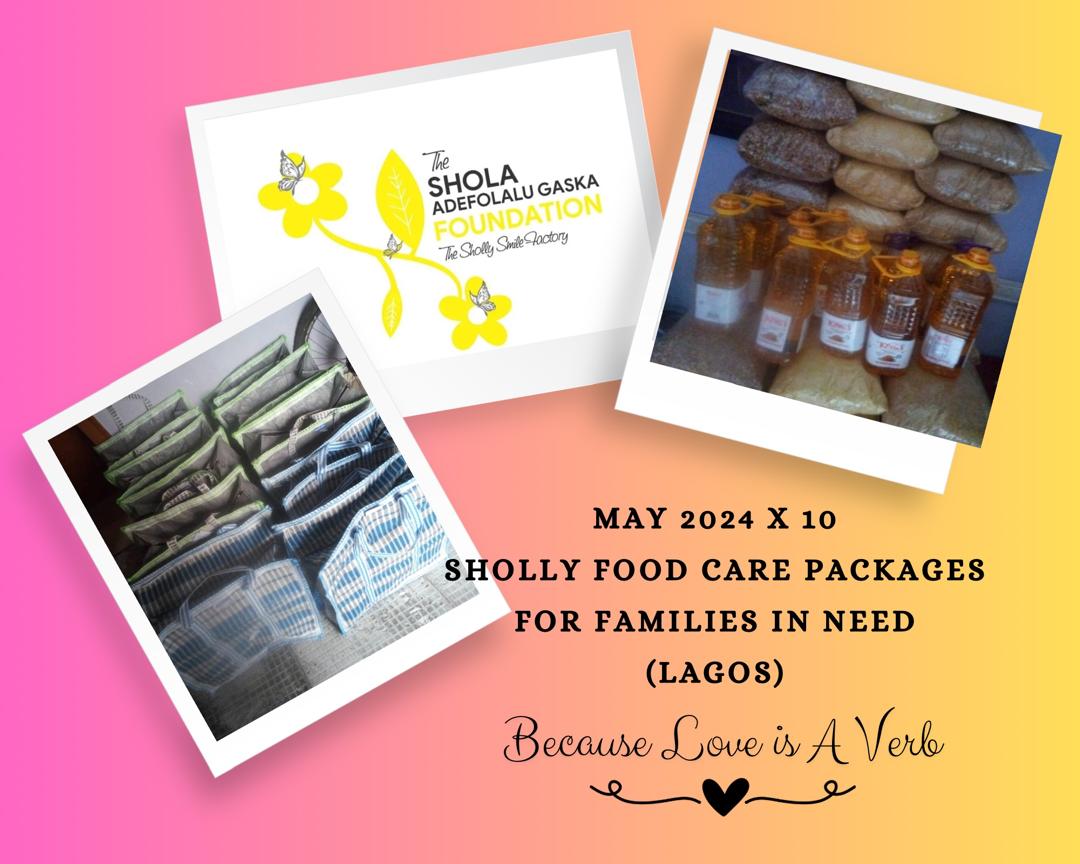 The
SHOLA
ADEFOLALU GASKA
FOUNDATION
The Sholly Smile Factory
MAY 2024 X 10
SHOLLY FOOD CARE PACKAGES
FOR FAMILIES IN NEED
(LAGOS)
Because Love is A Verb